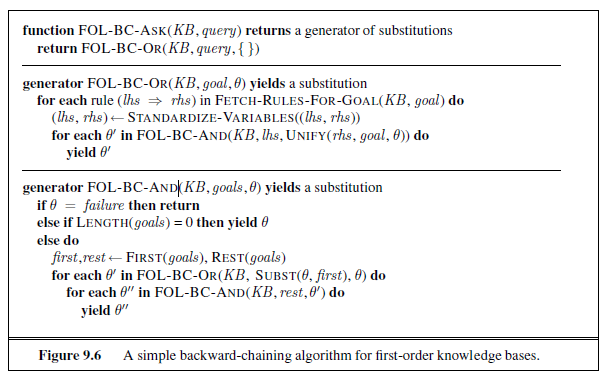 function FOL-BC-ASK(KB, query) returns a generator of substitutions
return FOL-BC-OR(KB, query, { })
generator FOL-BC-OR(KB, goal, θ) yields a substitution
for each rule (lhs ⇒ rhs) in FETCH-RULES-FOR-GOAL(KB, goal) do
(lhs, rhs) ← STANDARDIZE-VARIABLES((lhs, rhs))
for each θ′ in FOL-BC-AND(KB, lhs, UNIFY(rhs, goal, θ)) do
yield θ′
generator FOL-BC-AND(KB, goals, θ) yields a substitution
if θ = failure then return
else if LENGTH(goals) = 0 then yield θ
else do
first,rest ← FIRST(goals), REST(goals)
for each θ′ in FOL-BC-OR(KB, SUBST(θ, first), θ) do
for each θ′′ in FOL-BC-AND(KB, rest, θ′) do
yield θ′′
Figure 9.6 A simple backward-chaining algorithm for first-order knowledge bases.